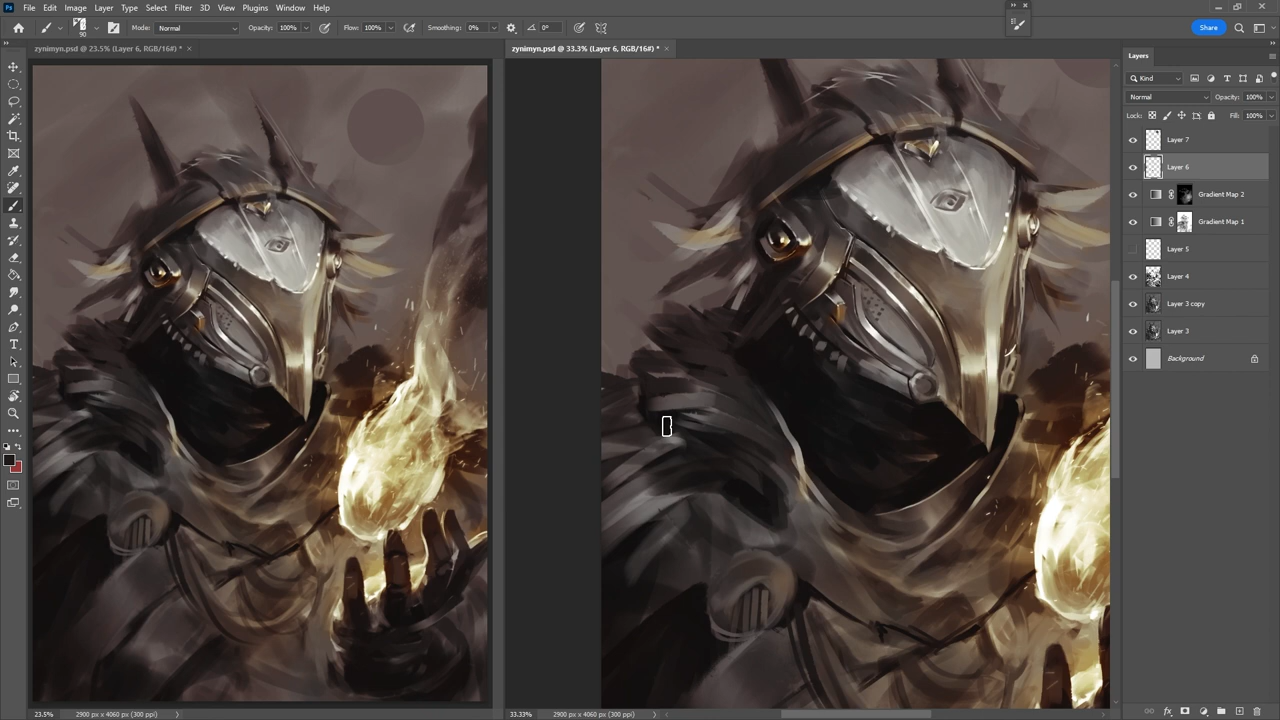 Ps File Edit Image Layer Type Select Filter 3D View Plugins Window Help
90 Mode: Normal Opacity: 100% Flow: 100% Smoothing: 0% 0° Share
zynimyn.psd @ 23.5% (Layer 6, RGB/16#) * ×
zynimyn.psd @ 33.3% (Layer 6, RGB/16#) * ×
Layers
Kind
Normal Opacity: 100%
Lock: Fill: 100%
Layer 7
Layer 6
Gradient Map 2
Gradient Map 1
Layer 5
Layer 4
Layer 3 copy
Layer 3
Background
23.5% 2900 px x 4060 px (300 ppi)
33.33% 2900 px x 4060 px (300 ppi)